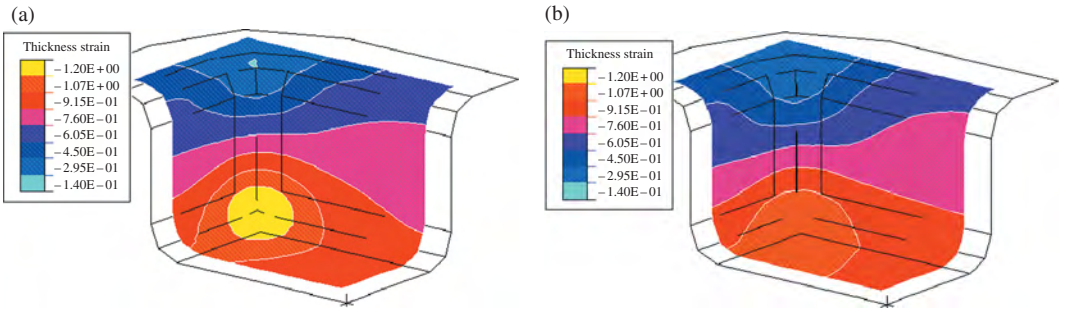 (a)
Thickness strain
−1.20E+00
−1.07E+00
−9.15E−01
−7.60E−01
−6.05E−01
−4.50E−01
−2.95E−01
−1.40E−01
(b)
Thickness strain
−1.20E+00
−1.07E+00
−9.15E−01
−7.60E−01
−6.05E−01
−4.50E−01
−2.95E−01
−1.40E−01